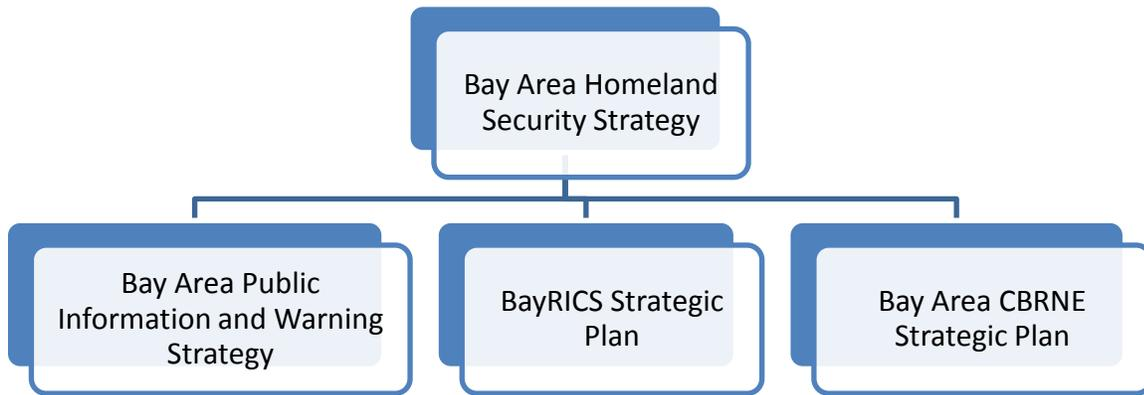 Bay Area Homeland
Security Strategy
Bay Area Public
Information and Warning
Strategy
BayRICS Strategic
Plan
Bay Area CBRNE
Strategic Plan